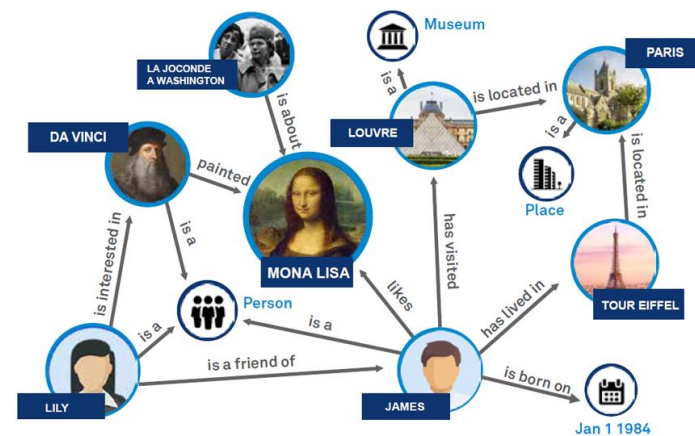 Museum
PARIS
LA JOCONDE
A WASHINGTON
is a
is located in
LOUVRE
is about
is a
DA VINCI
is located in
painted
Place
is interested in
is a
has visited
MONA LISA
TOUR EIFFEL
Person
likes
has lived in
is a
is a
is a friend of
is born on
LILY
JAMES
Jan 1 1984